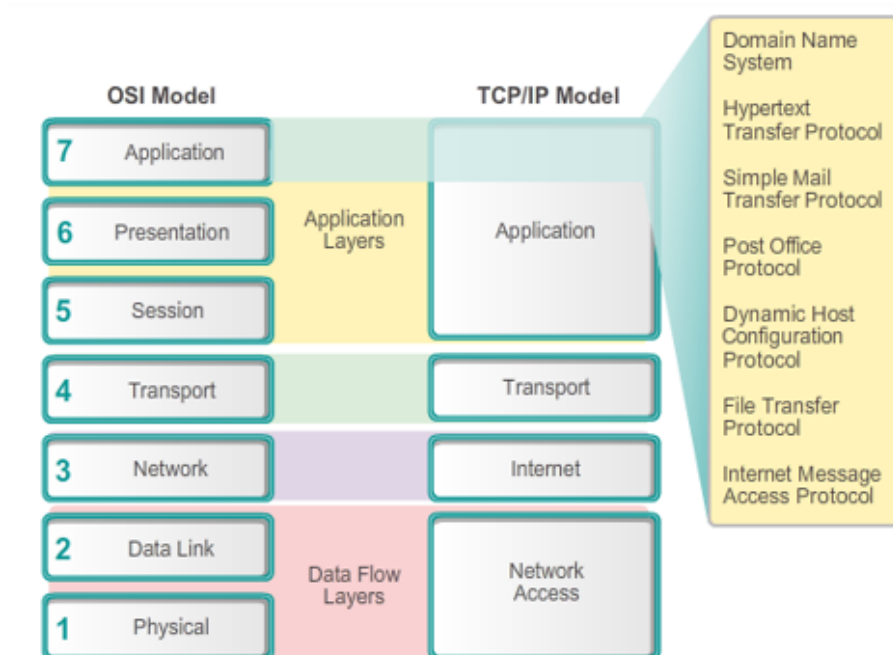 OSI Model
TCP/IP Model
7 Application
6 Presentation
5 Session
4 Transport
3 Network
2 Data Link
1 Physical
Application
Layers
Data Flow
Layers
Application
Transport
Internet
Network
Access
Domain Name
System
Hypertext
Transfer Protocol
Simple Mail
Transfer Protocol
Post Office
Protocol
Dynamic Host
Configuration
Protocol
File Transfer
Protocol
Internet Message
Access Protocol